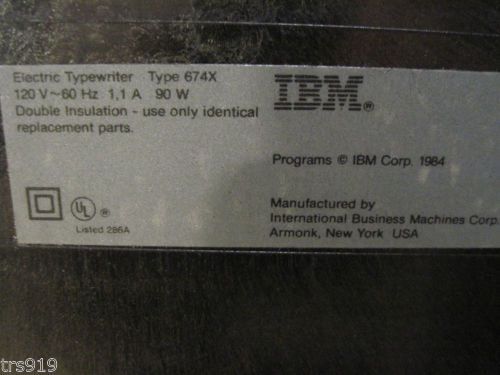 Electric Typewriter Type 674X
120 V~60 Hz 1,1 A 90 W
Double Insulation - use only identical
replacement parts.
UL ®
Listed 286A
IBM®
Programs © IBM Corp. 1984
Manufactured by
International Business Machines Corp.
Armonk, New York USA
trs919